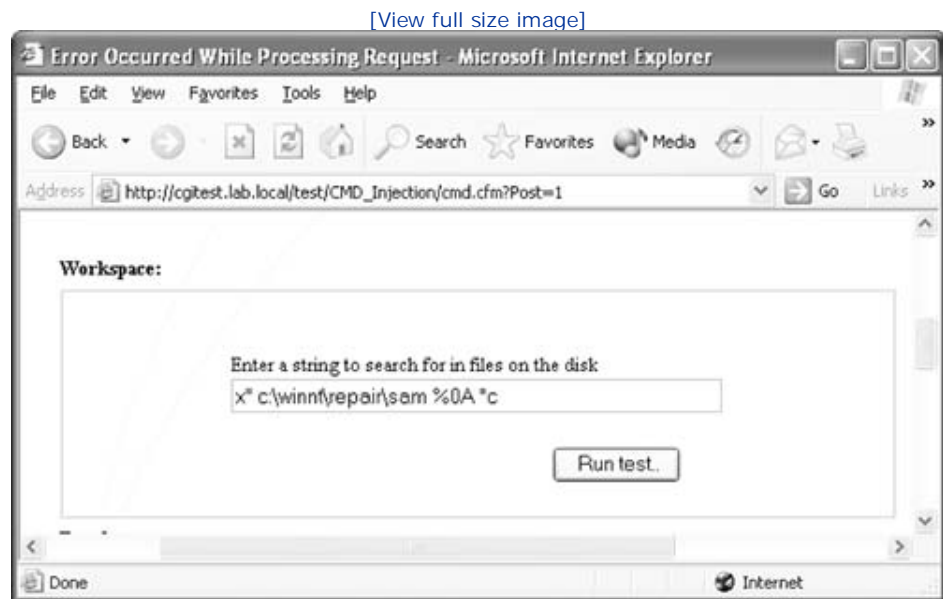 [View full size image]
Error Occurred While Processing Request - Microsoft Internet Explorer
File Edit View Favorites Tools Help
Back Search Favorites Media »
Address http://cgitest.lab.local/test/CMD_Injection/cmd.cfm?Post=1 Go Links »
Workspace:
Enter a string to search for in files on the disk
x" c:\winnt\repair\sam %0A "c
Run test..
Done Internet